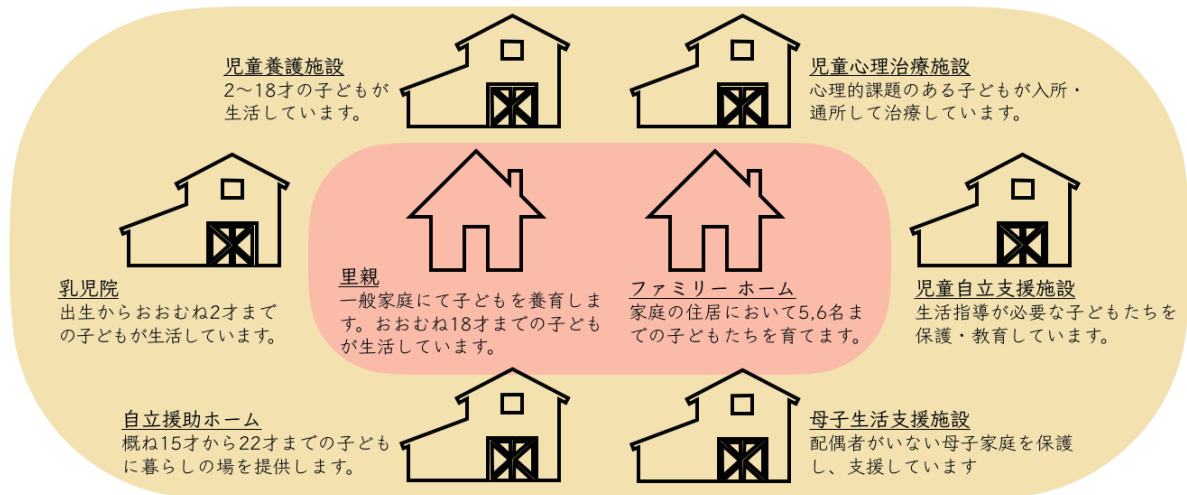 児童養護施設
2〜18才の子どもが
生活しています。
児童心理治療施設
心理的課題のある子どもが入所・
通所して治療しています。
乳児院
出生からおおむね2才まで
の子どもが生活しています。
里親
一般家庭にて子どもを養育しま
す。おおむね18才までの子ども
が生活しています。
ファミリー ホーム
家庭の住居において5,6名ま
での子どもたちを育てます。
児童自立支援施設
生活指導が必要な子どもたちを
保護・教育しています。
自立援助ホーム
概ね15才から22才までの子ども
に暮らしの場を提供します。
母子生活支援施設
配偶者がいない母子家庭を保護
し、支援しています